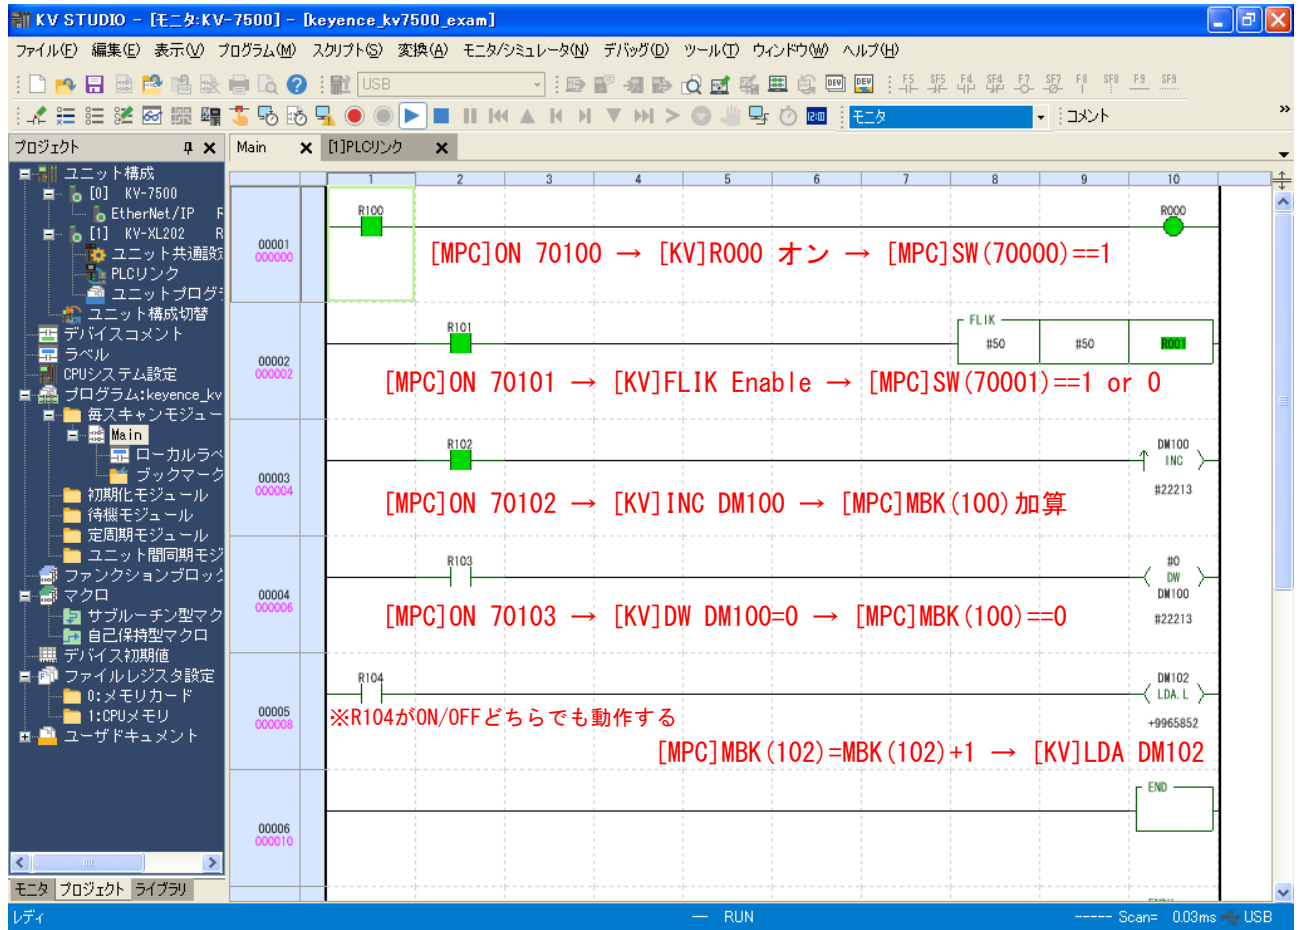 KV STUDIO - [モニタ:KV-7500] - [keyence_kv7500_exam]
ファイル(F) 編集(E) 表示(V) プログラム(M) スクリプト(S) 変換(A) モニタ/シミュレータ(N) デバッグ(D) ツール(T) ウィンドウ(W) ヘルプ(H)
USB
F5 SF5 F4 SF4 F7 SF7 F8 SF8 F9 SF9
モニタ コメント
プロジェクト
Main [1]PLCリンク
ユニット構成
[0] KV-7500
EtherNet/IP R
[1] KV-XL202 R
ユニット共通設定
PLCリンク
ユニットプログ
ユニット構成切替
デバイスコメント
ラベル
CPUシステム設定
プログラム:keyence_kv
毎スキャンモジュー
Main
ローカルラベ
ブックマーク
初期化モジュール
待機モジュール
定周期モジュール
ユニット間同期モジ
ファンクションブロック
マクロ
サブルーチン型マク
自己保持型マクロ
デバイス初期値
ファイルレジスタ設定
0:メモリカード
1:CPUメモリ
ユーザドキュメント
モニタ プロジェクト ライブラリ
1 2 3 4 5 6 7 8 9 10
R100 R000
00001
000000
[MPC]ON 70100 → [KV]R000 オン → [MPC]SW(70000)==1
R101 FLIK
#50 #50 R001
00002
000002
[MPC]ON 70101 → [KV]FLIK Enable → [MPC]SW(70001)==1 or 0
R102 DM100
INC
00003
000004
#22213
[MPC]ON 70102 → [KV]INC DM100 → [MPC]MBK(100)加算
R103 #0
DW
00004
000006
DM100
#22213
[MPC]ON 70103 → [KV]DW DM100=0 → [MPC]MBK(100)==0
R104 DM102
LDA.L
00005
000008
+9965852
※R104がON/OFFどちらでも動作する
[MPC]MBK(102)=MBK(102)+1 → [KV]LDA DM102
END
00006
000010
レディ
RUN
----- Scan= 0.03ms USB